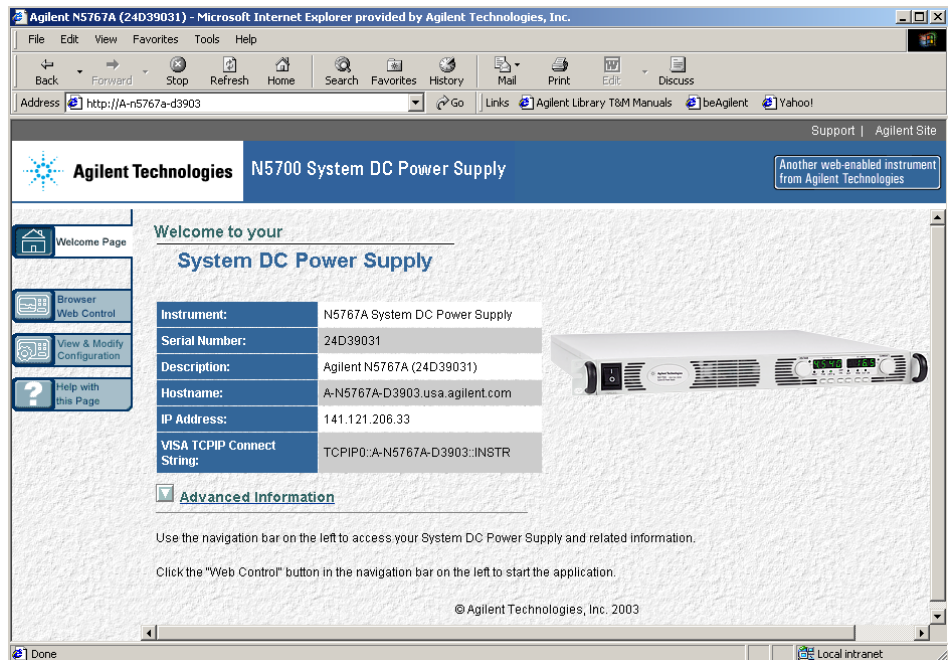 Agilent N5767A (24D39031) - Microsoft Internet Explorer provided by Agilent Technologies, Inc.
File Edit View Favorites Tools Help
Back Forward Stop Refresh Home Search Favorites History Mail Print Edit Discuss
Address http://A-n5767a-d3903 Go Links Agilent Library T&M Manuals beAgilent Yahoo!
Support | Agilent Site
Agilent Technologies N5700 System DC Power Supply
Another web-enabled instrument
from Agilent Technologies
Welcome Page
Browser
Web Control
View & Modify
Configuration
Help with
this Page
Welcome to your
System DC Power Supply
Instrument: N5767A System DC Power Supply
Serial Number: 24D39031
Description: Agilent N5767A (24D39031)
Hostname: A-N5767A-D3903.usa.agilent.com
IP Address: 141.121.206.33
VISA TCPIP Connect
String: TCPIP0::A-N5767A-D3903::INSTR
Advanced Information
Use the navigation bar on the left to access your System DC Power Supply and related information.
Click the "Web Control" button in the navigation bar on the left to start the application.
© Agilent Technologies, Inc. 2003
Done Local intranet